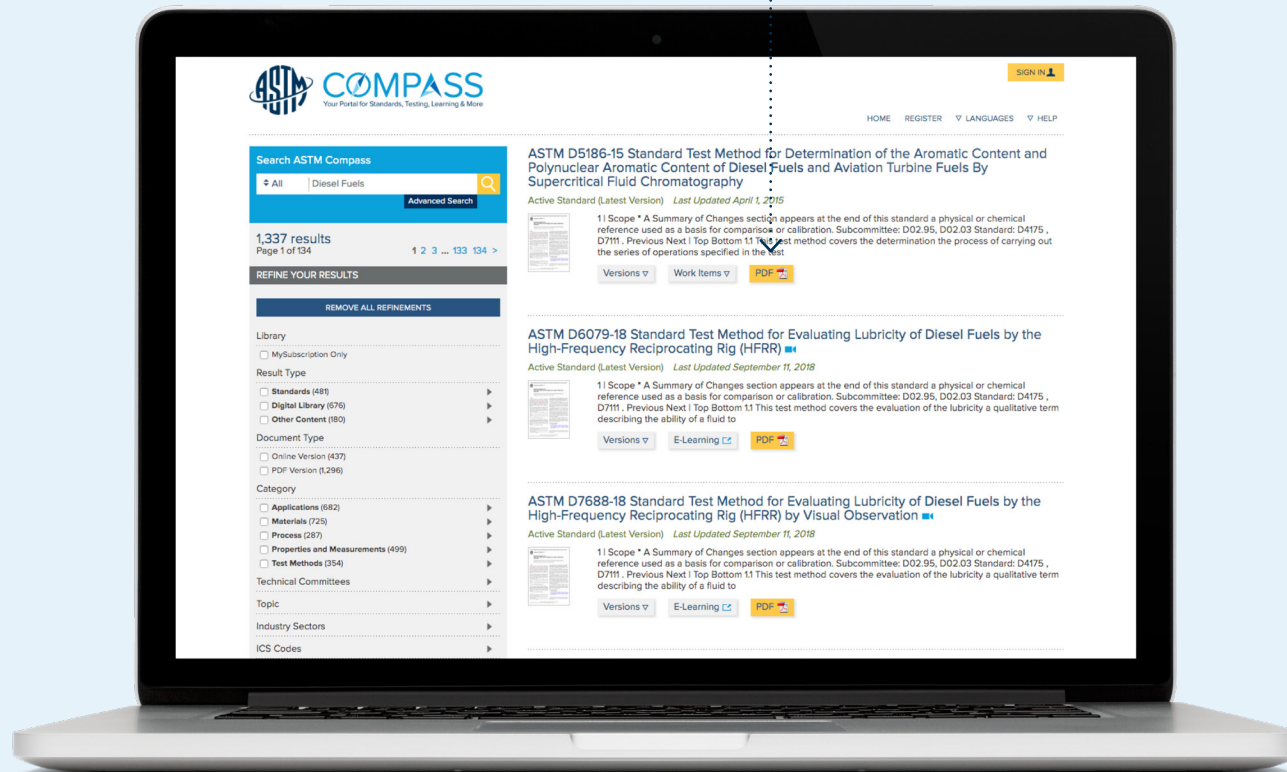 ASTM COMPASS
Your Portal for Standards, Testing, Learning & More
SIGN IN
HOME REGISTER LANGUAGES HELP
Search ASTM Compass
All Diesel Fuels
Advanced Search
1,337 results
Page 1 of 134 1 2 3 ... 133 134 >
REFINE YOUR RESULTS
REMOVE ALL REFINEMENTS
Library
MySubscription Only
Result Type
Standards (481)
Digital Library (676)
Other Content (180)
Document Type
Online Version (437)
PDF Version (1,296)
Category
Applications (682)
Materials (725)
Process (287)
Properties and Measurements (499)
Test Methods (354)
Technical Committees
Topic
Industry Sectors
ICS Codes
ASTM D5186-15 Standard Test Method for Determination of the Aromatic Content and
Polynuclear Aromatic Content of Diesel Fuels and Aviation Turbine Fuels By
Supercritical Fluid Chromatography
Active Standard (Latest Version) Last Updated April 1, 2015
1 | Scope * A Summary of Changes section appears at the end of this standard a physical or chemical
reference used as a basis for comparison or calibration. Subcommittee: D02.95, D02.03 Standard: D4175 ,
D7111 . Previous Next | Top Bottom 1.1 This test method covers the determination the process of carrying out
the series of operations specified in the test
Versions Work Items PDF
ASTM D6079-18 Standard Test Method for Evaluating Lubricity of Diesel Fuels by the
High-Frequency Reciprocating Rig (HFRR)
Active Standard (Latest Version) Last Updated September 11, 2018
1 | Scope * A Summary of Changes section appears at the end of this standard a physical or chemical
reference used as a basis for comparison or calibration. Subcommittee: D02.95, D02.03 Standard: D4175 ,
D7111 . Previous Next | Top Bottom 1.1 This test method covers the evaluation of the lubricity a qualitative term
describing the ability of a fluid to
Versions E-Learning PDF
ASTM D7688-18 Standard Test Method for Evaluating Lubricity of Diesel Fuels by the
High-Frequency Reciprocating Rig (HFRR) by Visual Observation
Active Standard (Latest Version) Last Updated September 11, 2018
1 | Scope * A Summary of Changes section appears at the end of this standard a physical or chemical
reference used as a basis for comparison or calibration. Subcommittee: D02.95, D02.03 Standard: D4175 ,
D7111 . Previous Next | Top Bottom 1.1 This test method covers the evaluation of the lubricity a qualitative term
describing the ability of a fluid to
Versions E-Learning PDF